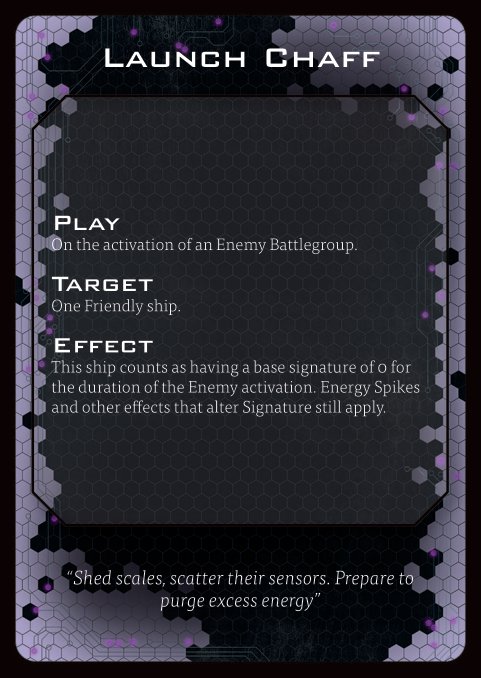 Launch Chaff
Play
On the activation of an Enemy Battlegroup.
Target
One Friendly ship.
Effect
This ship counts as having a base signature of 0 for
the duration of the Enemy activation. Energy Spikes
and other effects that alter Signature still apply.
“Shed scales, scatter their sensors. Prepare to
purge excess energy”